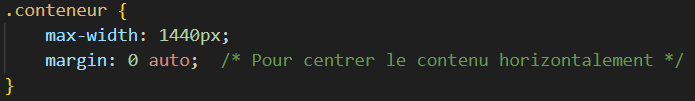 .conteneur {
    max-width: 1440px;
    margin: 0 auto;  /* Pour centrer le contenu horizontalement */
}